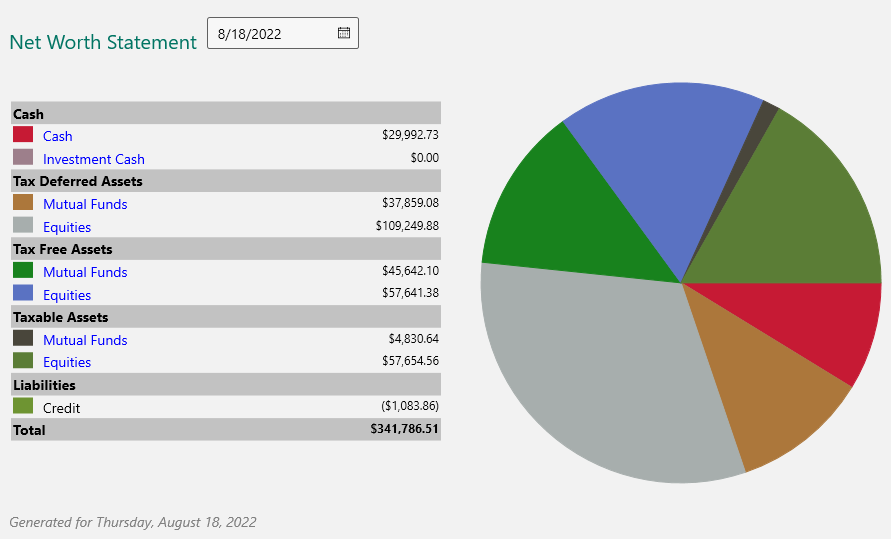 Net Worth Statement 8/18/2022
Cash
Cash $29,992.73
Investment Cash $0.00
Tax Deferred Assets
Mutual Funds $37,859.08
Equities $109,249.88
Tax Free Assets
Mutual Funds $45,642.10
Equities $57,641.38
Taxable Assets
Mutual Funds $4,830.64
Equities $57,654.56
Liabilities
Credit ($1,083.86)
Total $341,786.51
Generated for Thursday, August 18, 2022